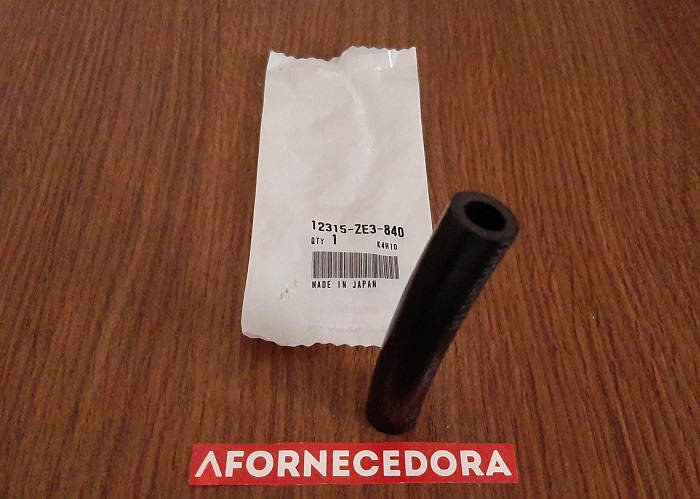 12315-ZE3-840
QTY 1 K4H10
MADE IN JAPAN
AFORNECEDORA